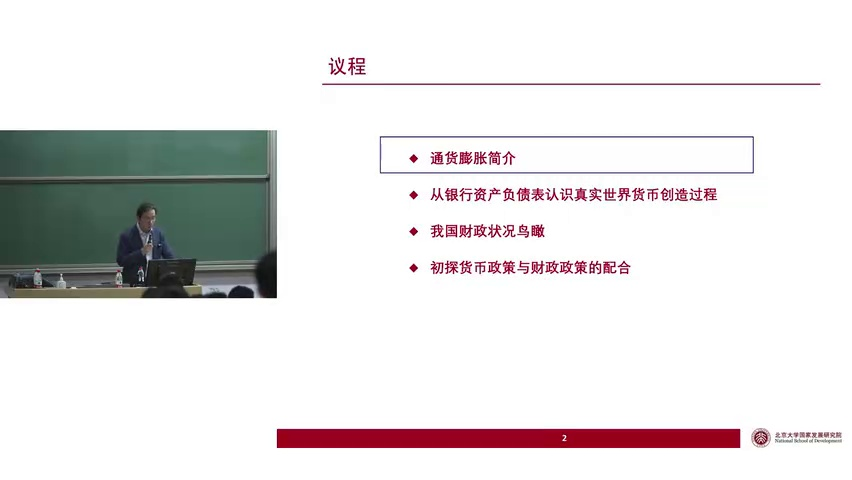 议程
◆ 通货膨胀简介
◆ 从银行资产负债表认识真实世界货币创造过程
◆ 我国财政状况鸟瞰
◆ 初探货币政策与财政政策的配合
2
北京大学国家发展研究院
National School of Development